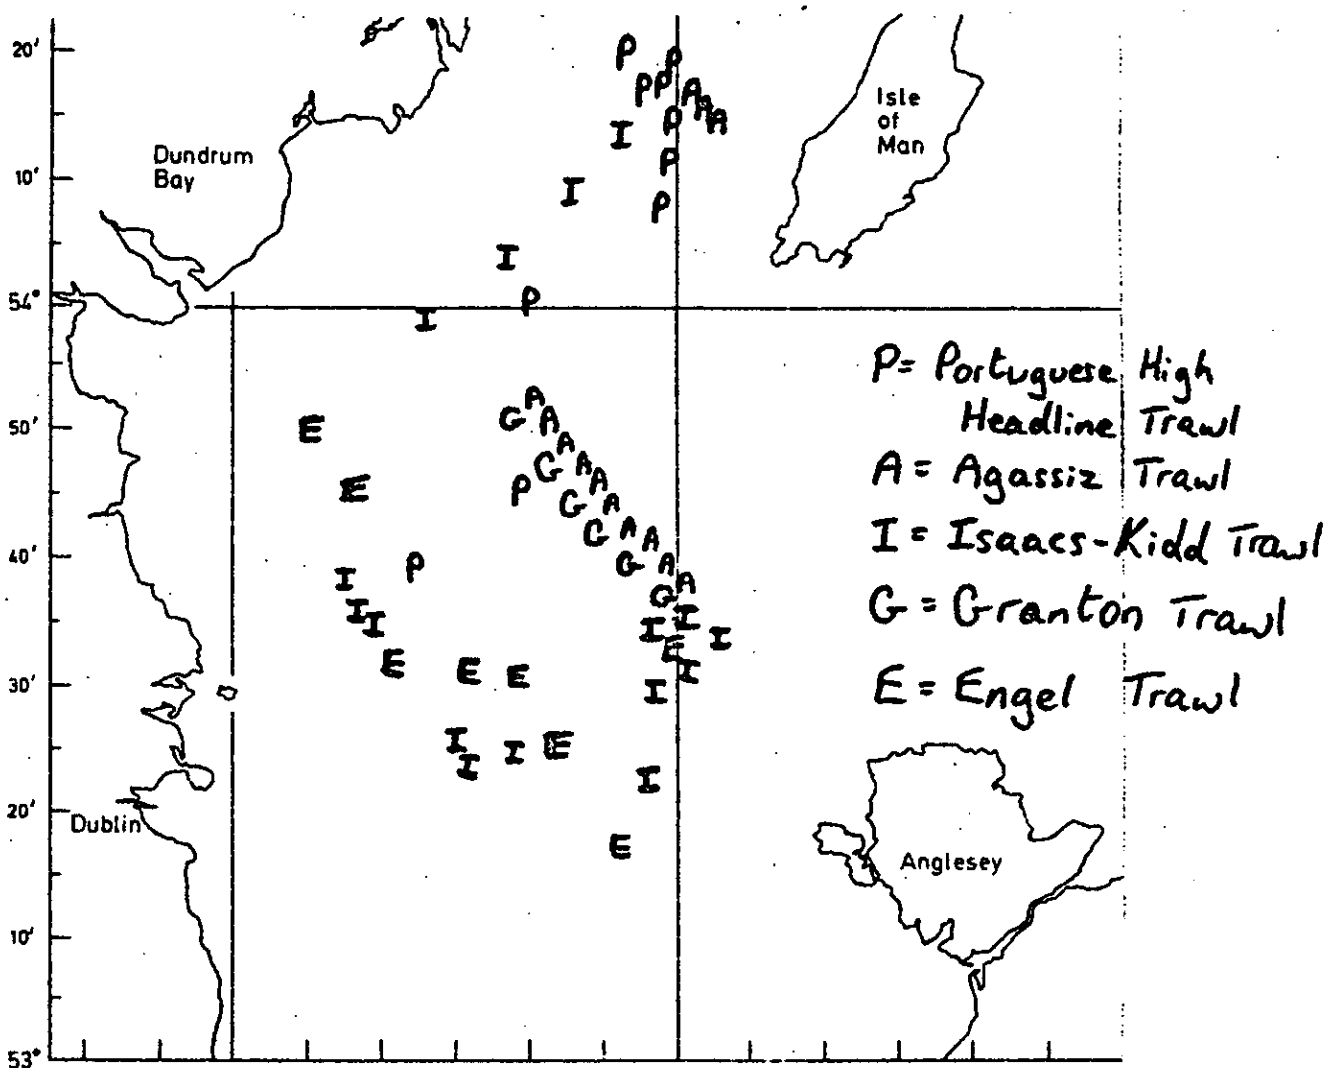 20'
P
P
P P A
Isle
A
P A
of
I
Man
Dundrum
P
Bay
10'
I
P
I
P
54°
I
P= Portuguese High
Headline Trawl
A
G A
50'
E
A
G A
A = Agassiz Trawl
A
E
P
G A
A
G A
I = Isaacs-Kidd Trawl
40'
P
G A
I
A
G
G = Granton Trawl
I
I
I
I
I
E
E
I
30'
E
E
I
E = Engel Trawl
I
I
I
E
I
20'
Dublin
E
Anglesey
10'
53°